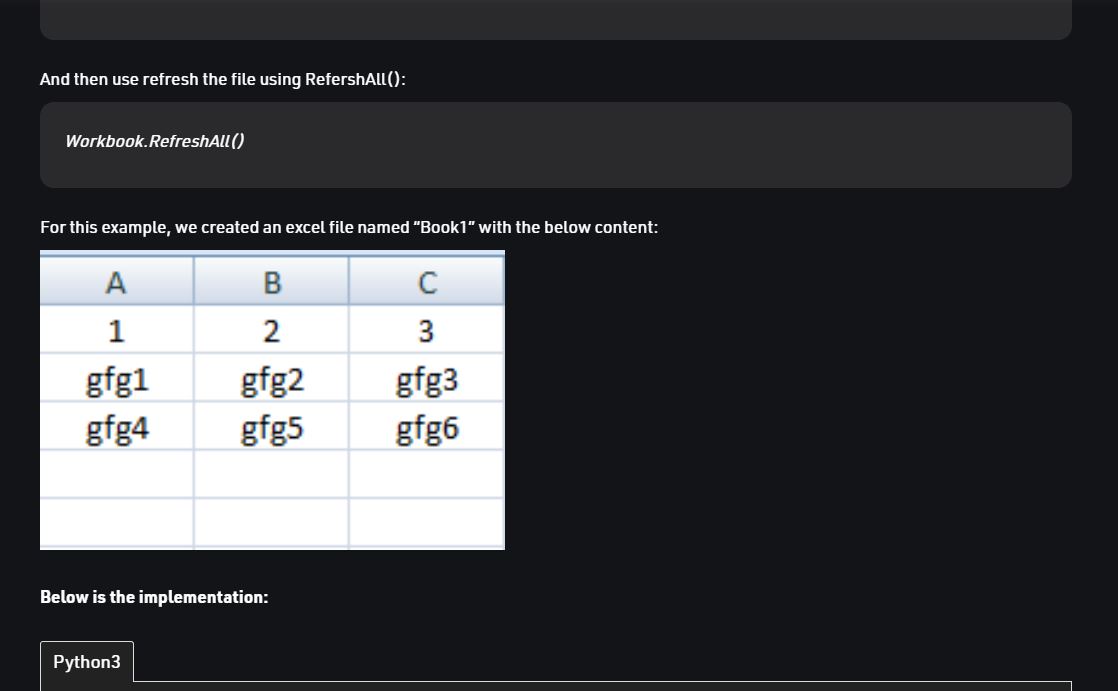 And then use refresh the file using RefershAll():
Workbook.RefreshAll()
For this example, we created an excel file named “Book1” with the below content:
A B C
1 2 3
gfg1 gfg2 gfg3
gfg4 gfg5 gfg6
Below is the implementation:
Python3